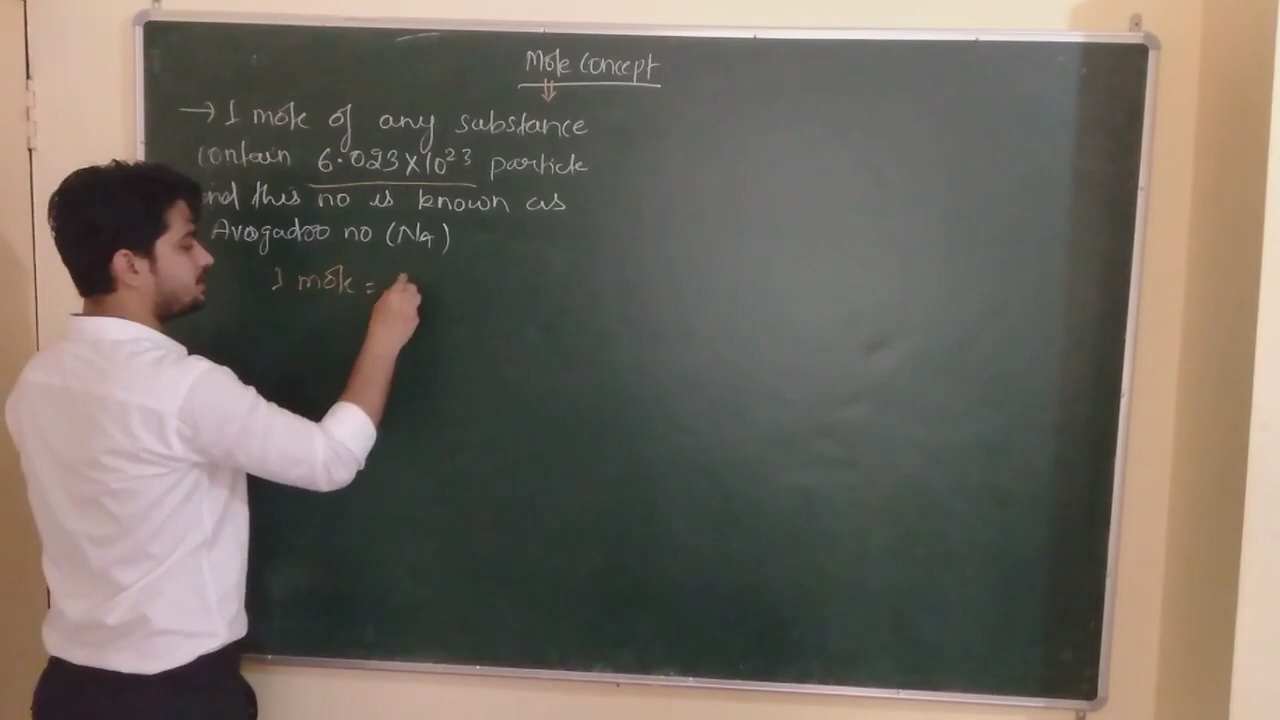 Mole Concept
→ 1 mole of any substance
contain 6.023×10²³ particle
and this no is known as
Avogadro no (NA)
1 mole =